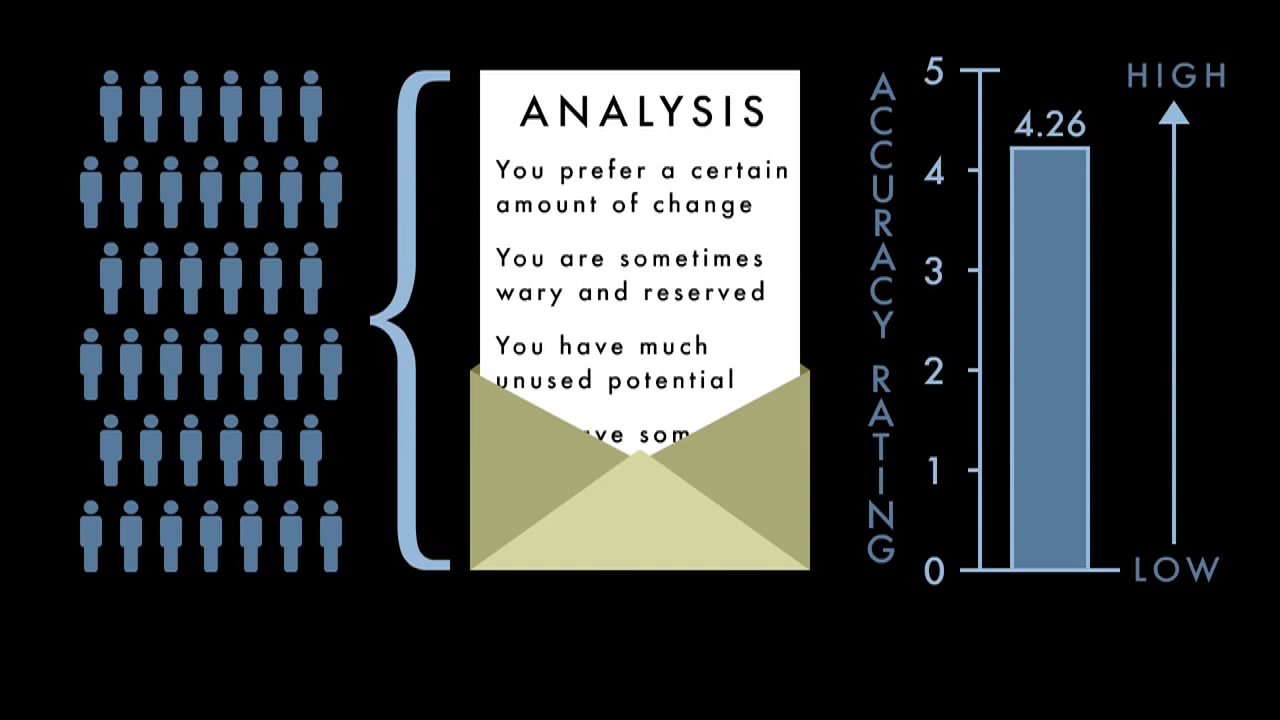 ANALYSIS
You prefer a certain
amount of change
You are sometimes
wary and reserved
You have much
unused potential
ACCURACY RATING
5
4
3
2
1
0
4.26
HIGH
LOW